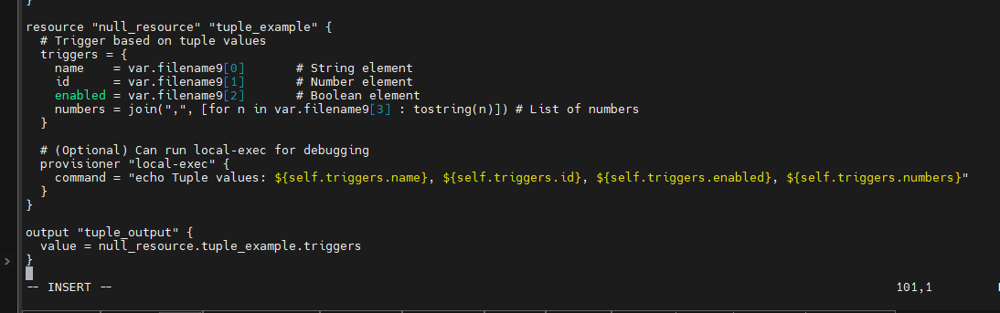 }
resource "null_resource" "tuple_example" {
  # Trigger based on tuple values
  triggers = {
    name    = var.filename9[0]       # String element
    id      = var.filename9[1]       # Number element
    enabled = var.filename9[2]       # Boolean element
    numbers = join(",", [for n in var.filename9[3] : tostring(n)]) # List of numbers
  }

  # (Optional) Can run local-exec for debugging
  provisioner "local-exec" {
    command = "echo Tuple values: ${self.triggers.name}, ${self.triggers.id}, ${self.triggers.enabled}, ${self.triggers.numbers}"
  }
}

output "tuple_output" {
  value = null_resource.tuple_example.triggers
}
-- INSERT --                                                    101,1